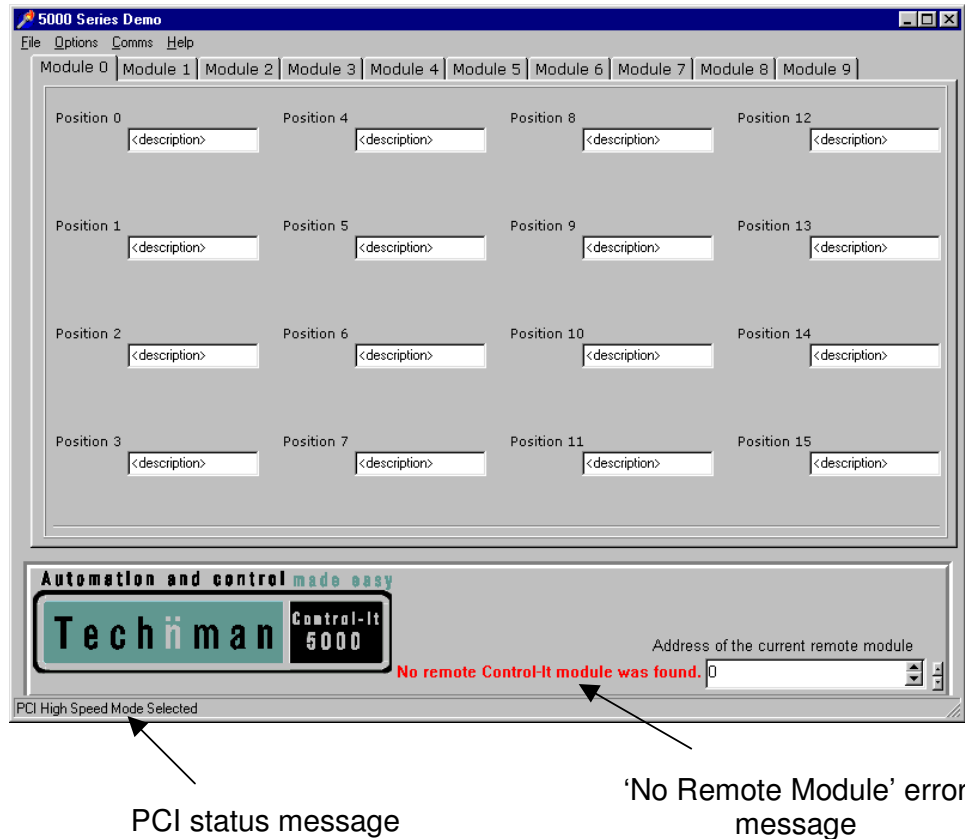 5000 Series Demo
File Options Comms Help
Module 0 Module 1 Module 2 Module 3 Module 4 Module 5 Module 6 Module 7 Module 8 Module 9
Position 0 Position 4 Position 8 Position 12
<description> <description> <description> <description>
Position 1 Position 5 Position 9 Position 13
<description> <description> <description> <description>
Position 2 Position 6 Position 10 Position 14
<description> <description> <description> <description>
Position 3 Position 7 Position 11 Position 15
<description> <description> <description> <description>
Automation and control made easy
Techn̈man Control-It
5000
Address of the current remote module
No remote Control-It module was found. 0
PCI High Speed Mode Selected
PCI status message
‘No Remote Module’ error
message